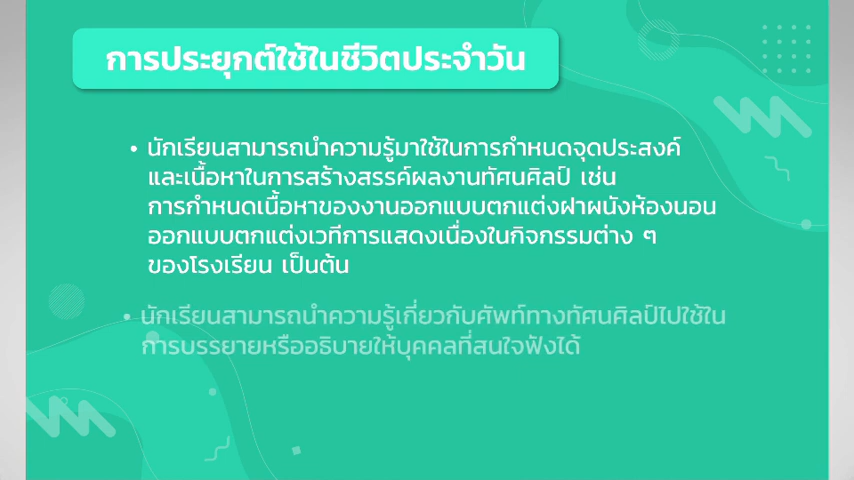 การประยุกต์ใช้ในชีวิตประจำวัน
• นักเรียนสามารถนำความรู้มาใช้ในการกำหนดจุดประสงค์
และเนื้อหาในการสร้างสรรค์ผลงานทัศนศิลป์ เช่น
การกำหนดเนื้อหาของงานออกแบบตกแต่งฝาผนังห้องนอน
ออกแบบตกแต่งเวทีการแสดงเนื่องในกิจกรรมต่าง ๆ
ของโรงเรียน เป็นต้น
• นักเรียนสามารถนำความรู้เกี่ยวกับศัพท์ทางทัศนศิลป์ไปใช้ใน
การบรรยายหรืออธิบายให้บุคคลที่สนใจฟังได้